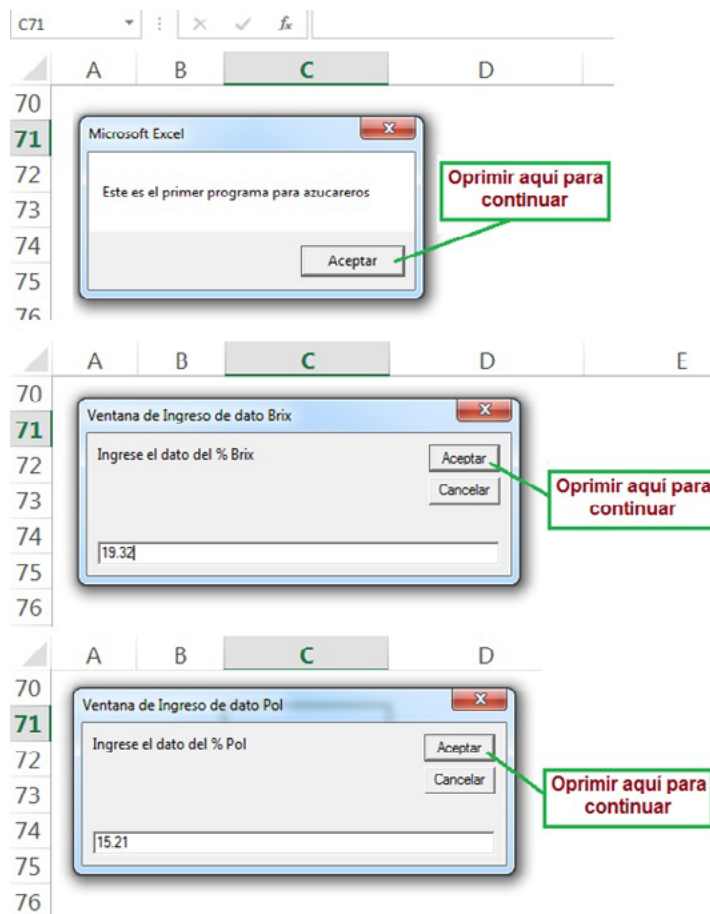 C71
fx
A B C D
70
71
72
73
74
75
76
Microsoft Excel
Este es el primer programa para azucareros
Aceptar
Oprimir aquí para
continuar
A B C D E
70
71
72
73
74
75
76
Ventana de Ingreso de dato Brix
Ingrese el dato del % Brix
Aceptar
Cancelar
19.32
Oprimir aquí para
continuar
A B C D
70
71
72
73
74
75
76
Ventana de Ingreso de dato Pol
Ingrese el dato del % Pol
Aceptar
Cancelar
15.21
Oprimir aquí para
continuar